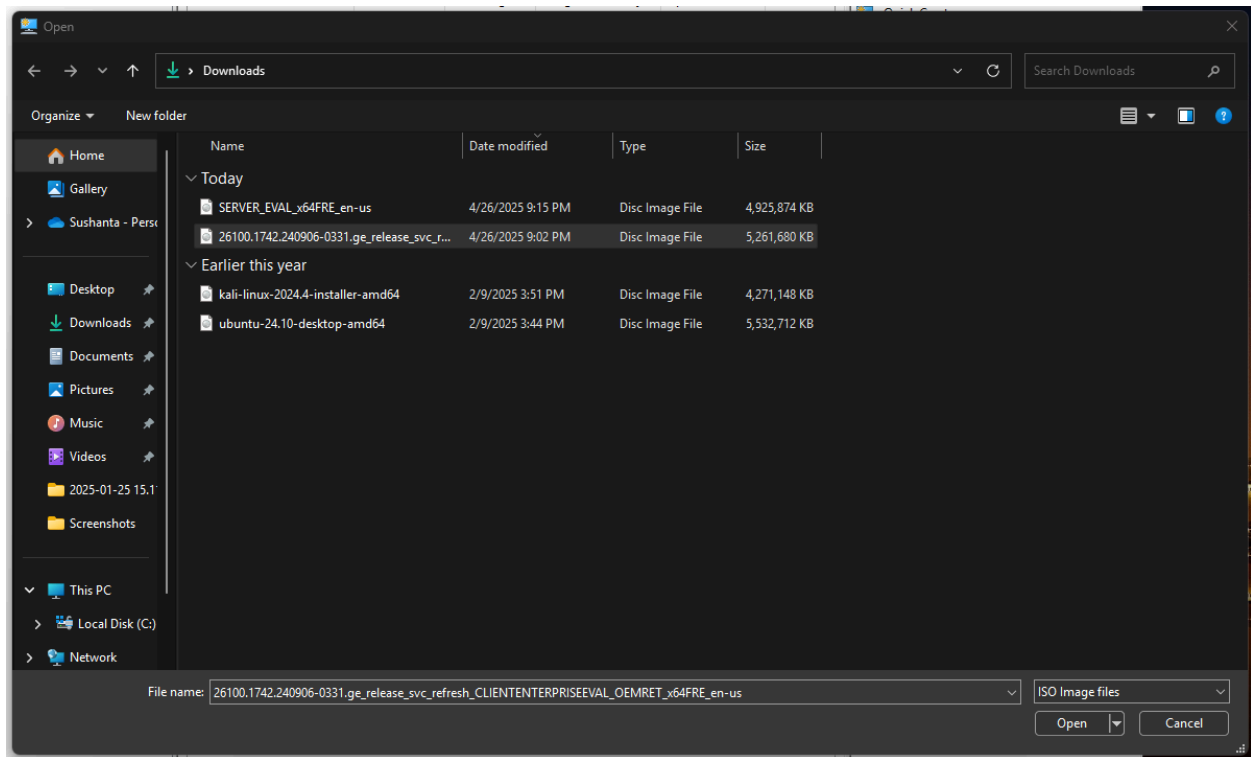 Open
Downloads
Search Downloads
Organize
New folder
Name Date modified Type Size
Home
Gallery
Sushanta - Persc
Desktop
Downloads
Documents
Pictures
Music
Videos
2025-01-25 15.1
Screenshots
This PC
Local Disk (C:)
Network
Today
SERVER_EVAL_x64FRE_en-us 4/26/2025 9:15 PM Disc Image File 4,925,874 KB
26100.1742.240906-0331.ge_release_svc_r... 4/26/2025 9:02 PM Disc Image File 5,261,680 KB
Earlier this year
kali-linux-2024.4-installer-amd64 2/9/2025 3:51 PM Disc Image File 4,271,148 KB
ubuntu-24.10-desktop-amd64 2/9/2025 3:44 PM Disc Image File 5,532,712 KB
File name: 26100.1742.240906-0331.ge_release_svc_refresh_CLIENTENTERPRISEEVAL_OEMRET_x64FRE_en-us
ISO Image files
Open
Cancel